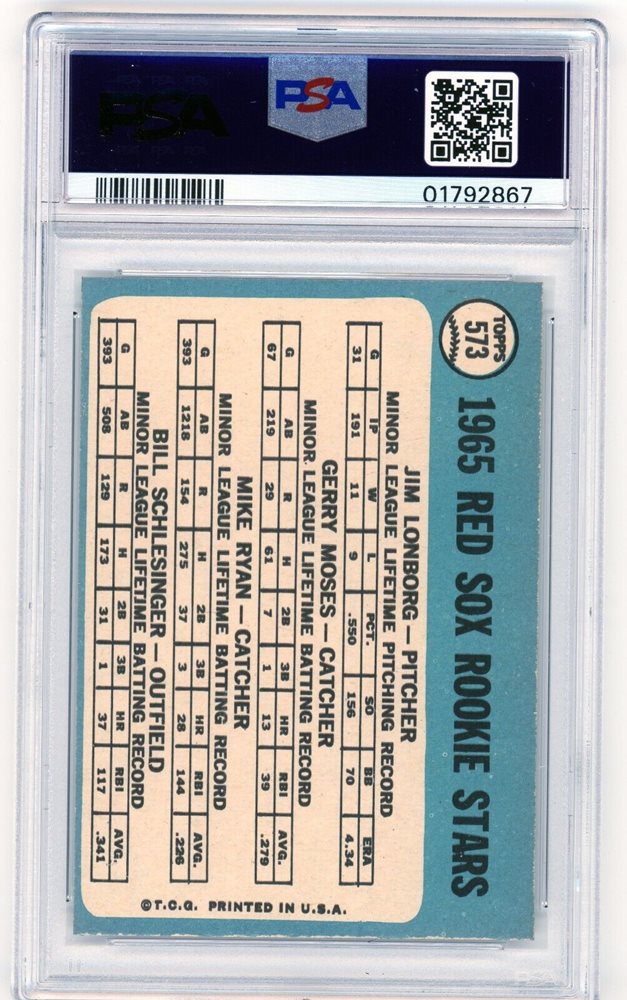 PSA
PSA
01792867
TOPPS
573
1965 RED SOX ROOKIE STARS
JIM LONBORG — PITCHER
MINOR LEAGUE LIFETIME PITCHING RECORD
G IP W L PCT. SO BB ERA
31 191 11 9 .550 156 70 4.34
GERRY MOSES — CATCHER
MINOR LEAGUE LIFETIME BATTING RECORD
G AB R H 2B 3B HR RBI AVG.
67 219 29 61 7 1 13 39 .279
MIKE RYAN — CATCHER
MINOR LEAGUE LIFETIME BATTING RECORD
G AB R H 2B 3B HR RBI AVG.
393 1218 154 275 37 3 28 144 .226
BILL SCHLESINGER — OUTFIELD
MINOR LEAGUE LIFETIME BATTING RECORD
G AB R H 2B 3B HR RBI AVG.
393 508 129 173 31 1 37 117 .341
©T.C.G. PRINTED IN U.S.A.
PSA